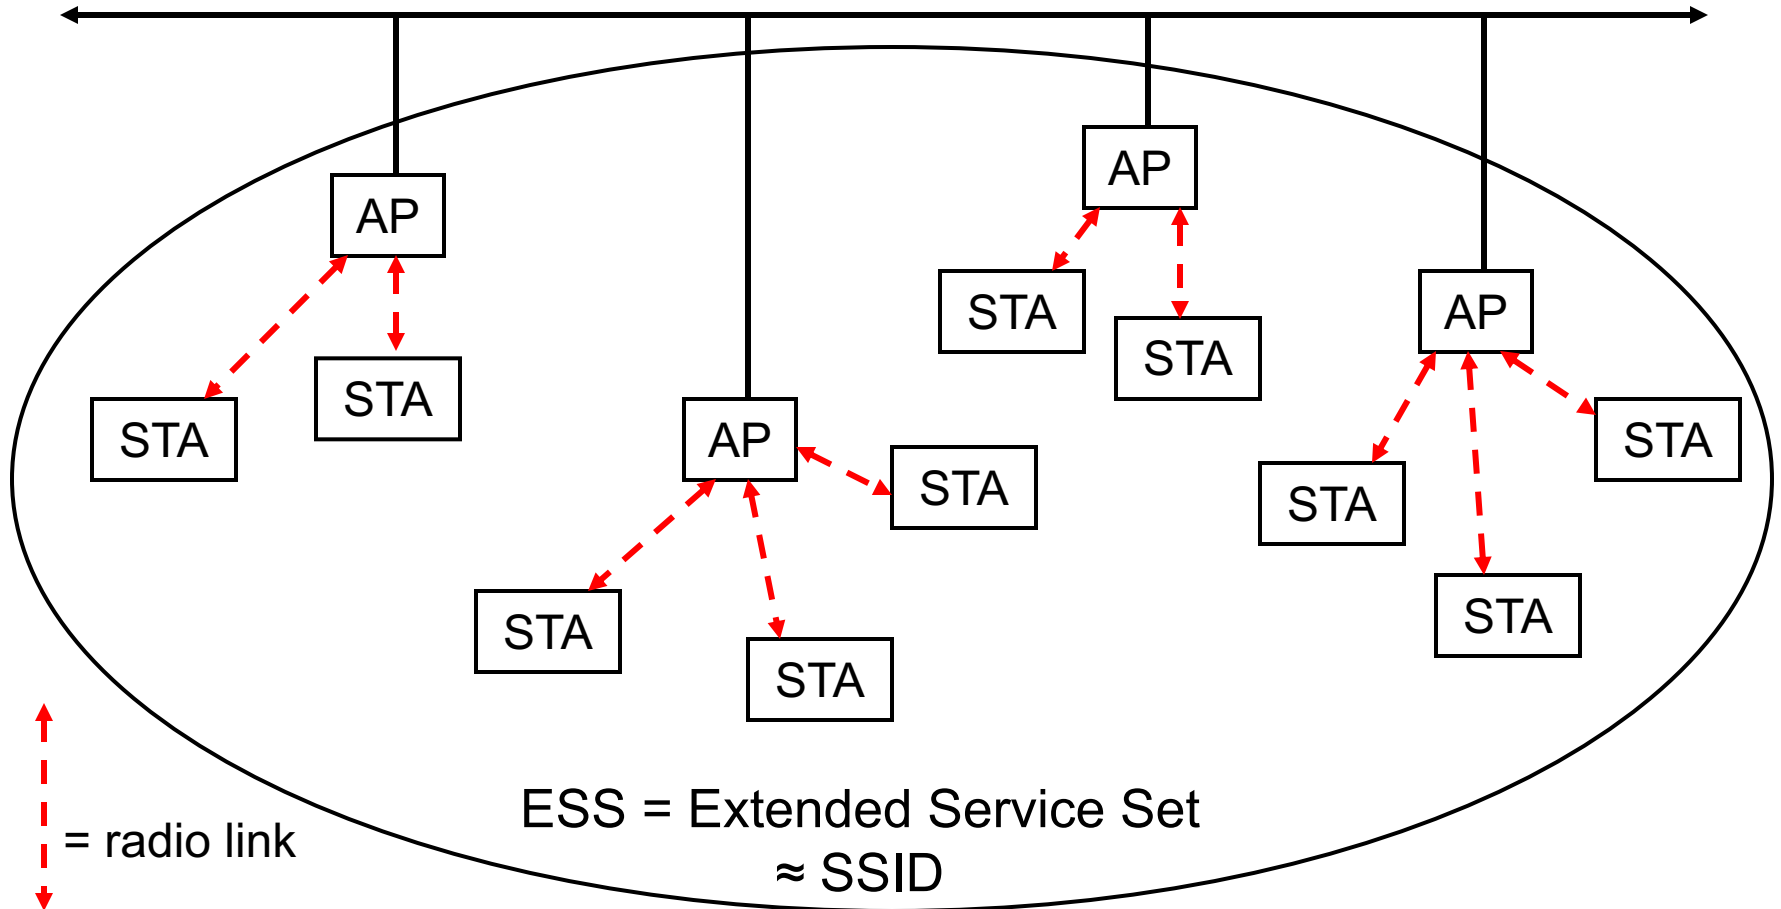 AP
AP
STA
STA
AP
STA
STA
STA
AP
STA
STA
STA
STA
STA
ESS = Extended Service Set
≈ SSID
= radio link